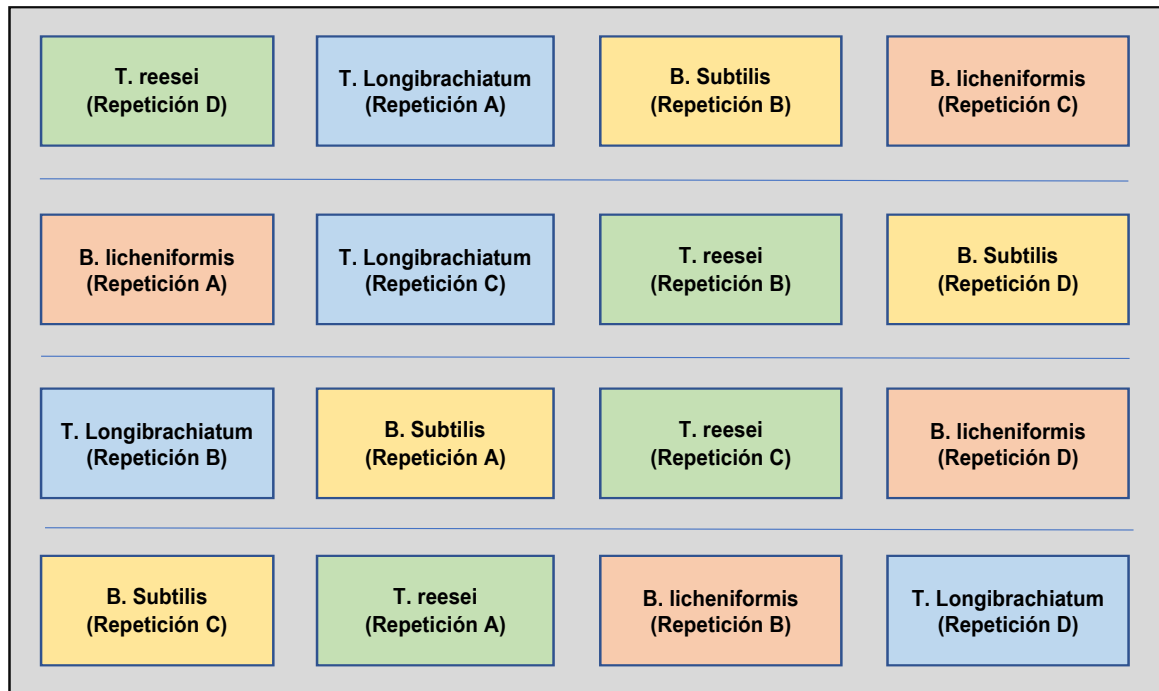 T. reesei
(Repetición D)
T. Longibrachiatum
(Repetición A)
B. Subtilis
(Repetición B)
B. licheniformis
(Repetición C)
B. licheniformis
(Repetición A)
T. Longibrachiatum
(Repetición C)
T. reesei
(Repetición B)
B. Subtilis
(Repetición D)
T. Longibrachiatum
(Repetición B)
B. Subtilis
(Repetición A)
T. reesei
(Repetición C)
B. licheniformis
(Repetición D)
B. Subtilis
(Repetición C)
T. reesei
(Repetición A)
B. licheniformis
(Repetición B)
T. Longibrachiatum
(Repetición D)